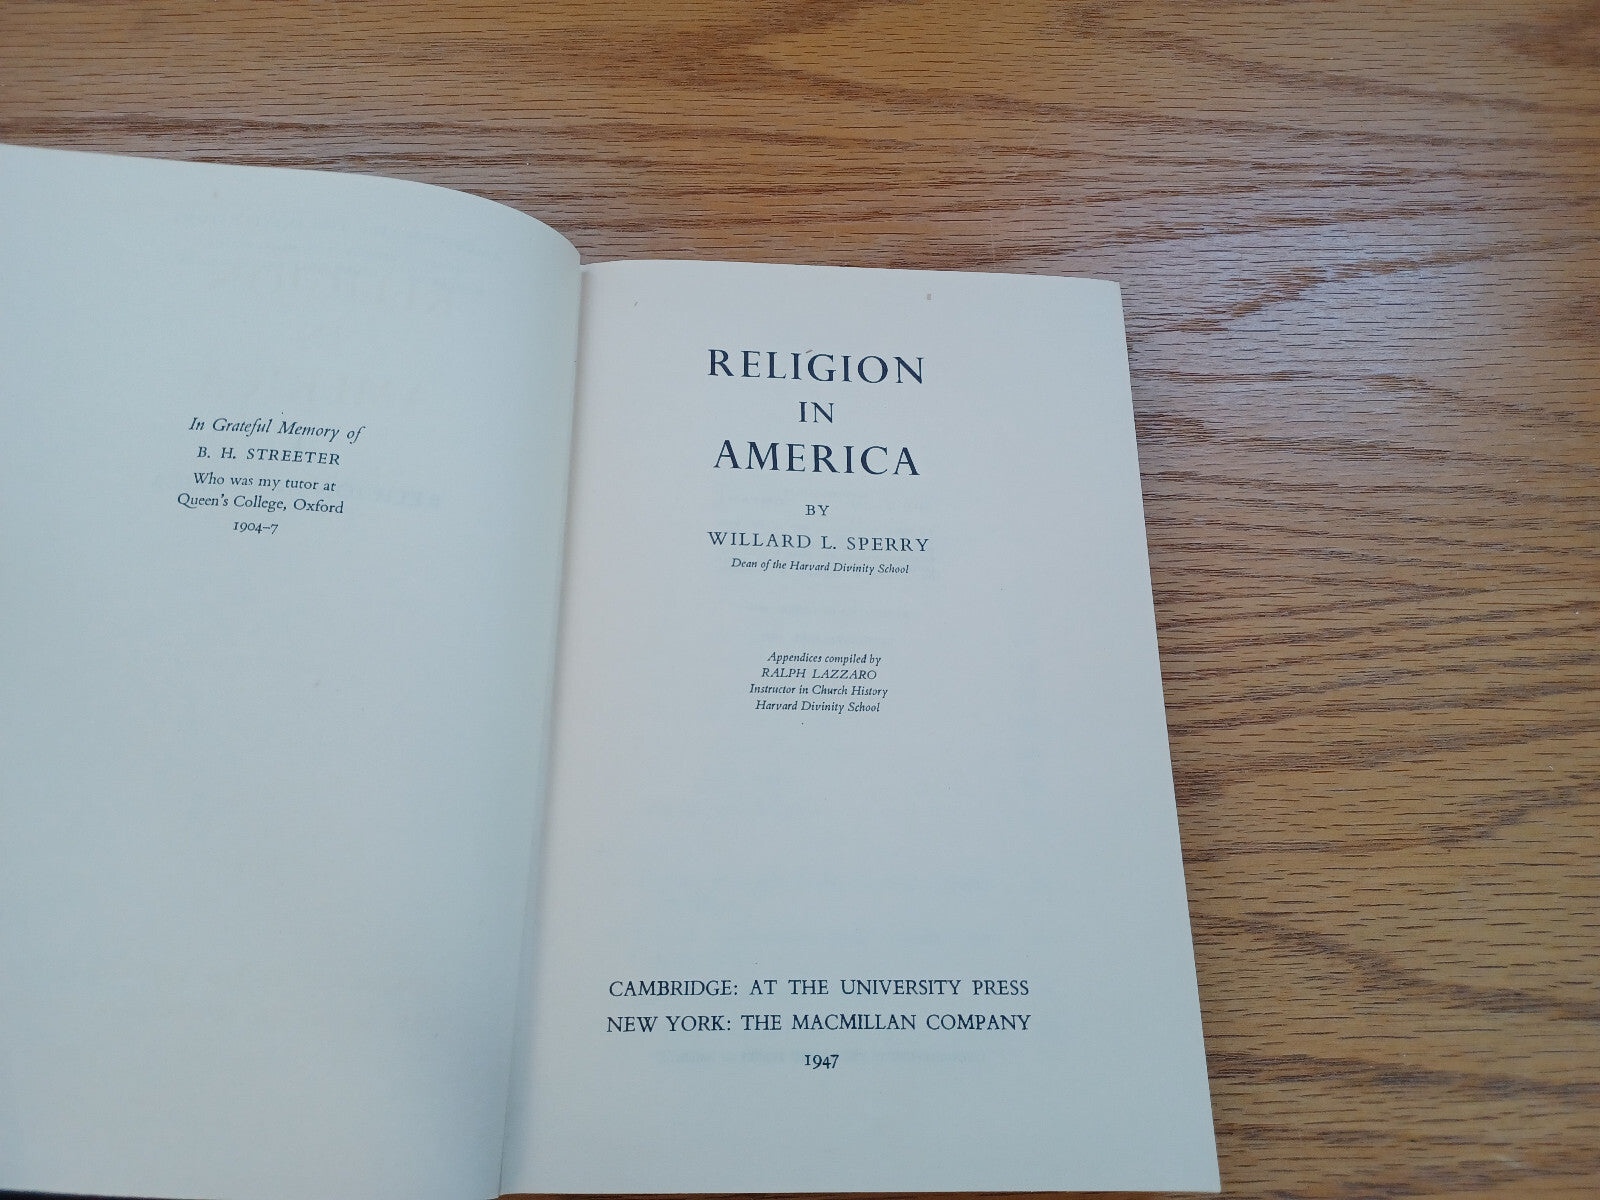 In Grateful Memory of
B. H. STREETER
Who was my tutor at
Queen's College, Oxford
1904–7
RELIGION
IN
AMERICA
BY
WILLARD L. SPERRY
Dean of the Harvard Divinity School
Appendices compiled by
RALPH LAZZARO
Instructor in Church History
Harvard Divinity School
CAMBRIDGE: AT THE UNIVERSITY PRESS
NEW YORK: THE MACMILLAN COMPANY
1947